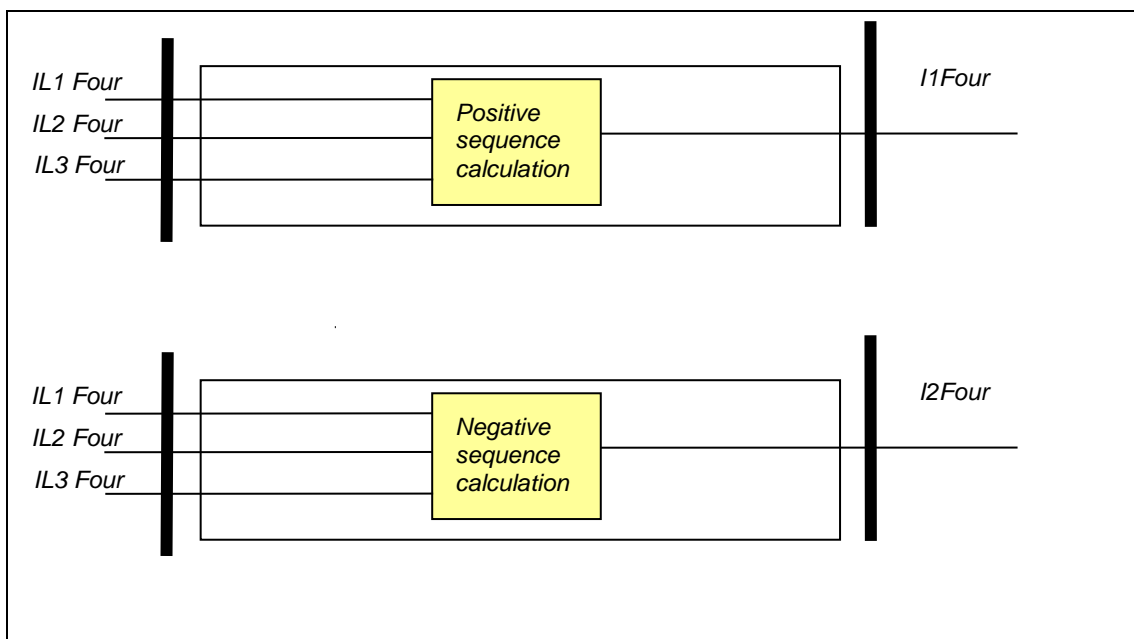 IL1 Four
IL2 Four
IL3 Four
Positive
sequence
calculation
I1Four
IL1 Four
IL2 Four
IL3 Four
Negative
sequence
calculation
I2Four